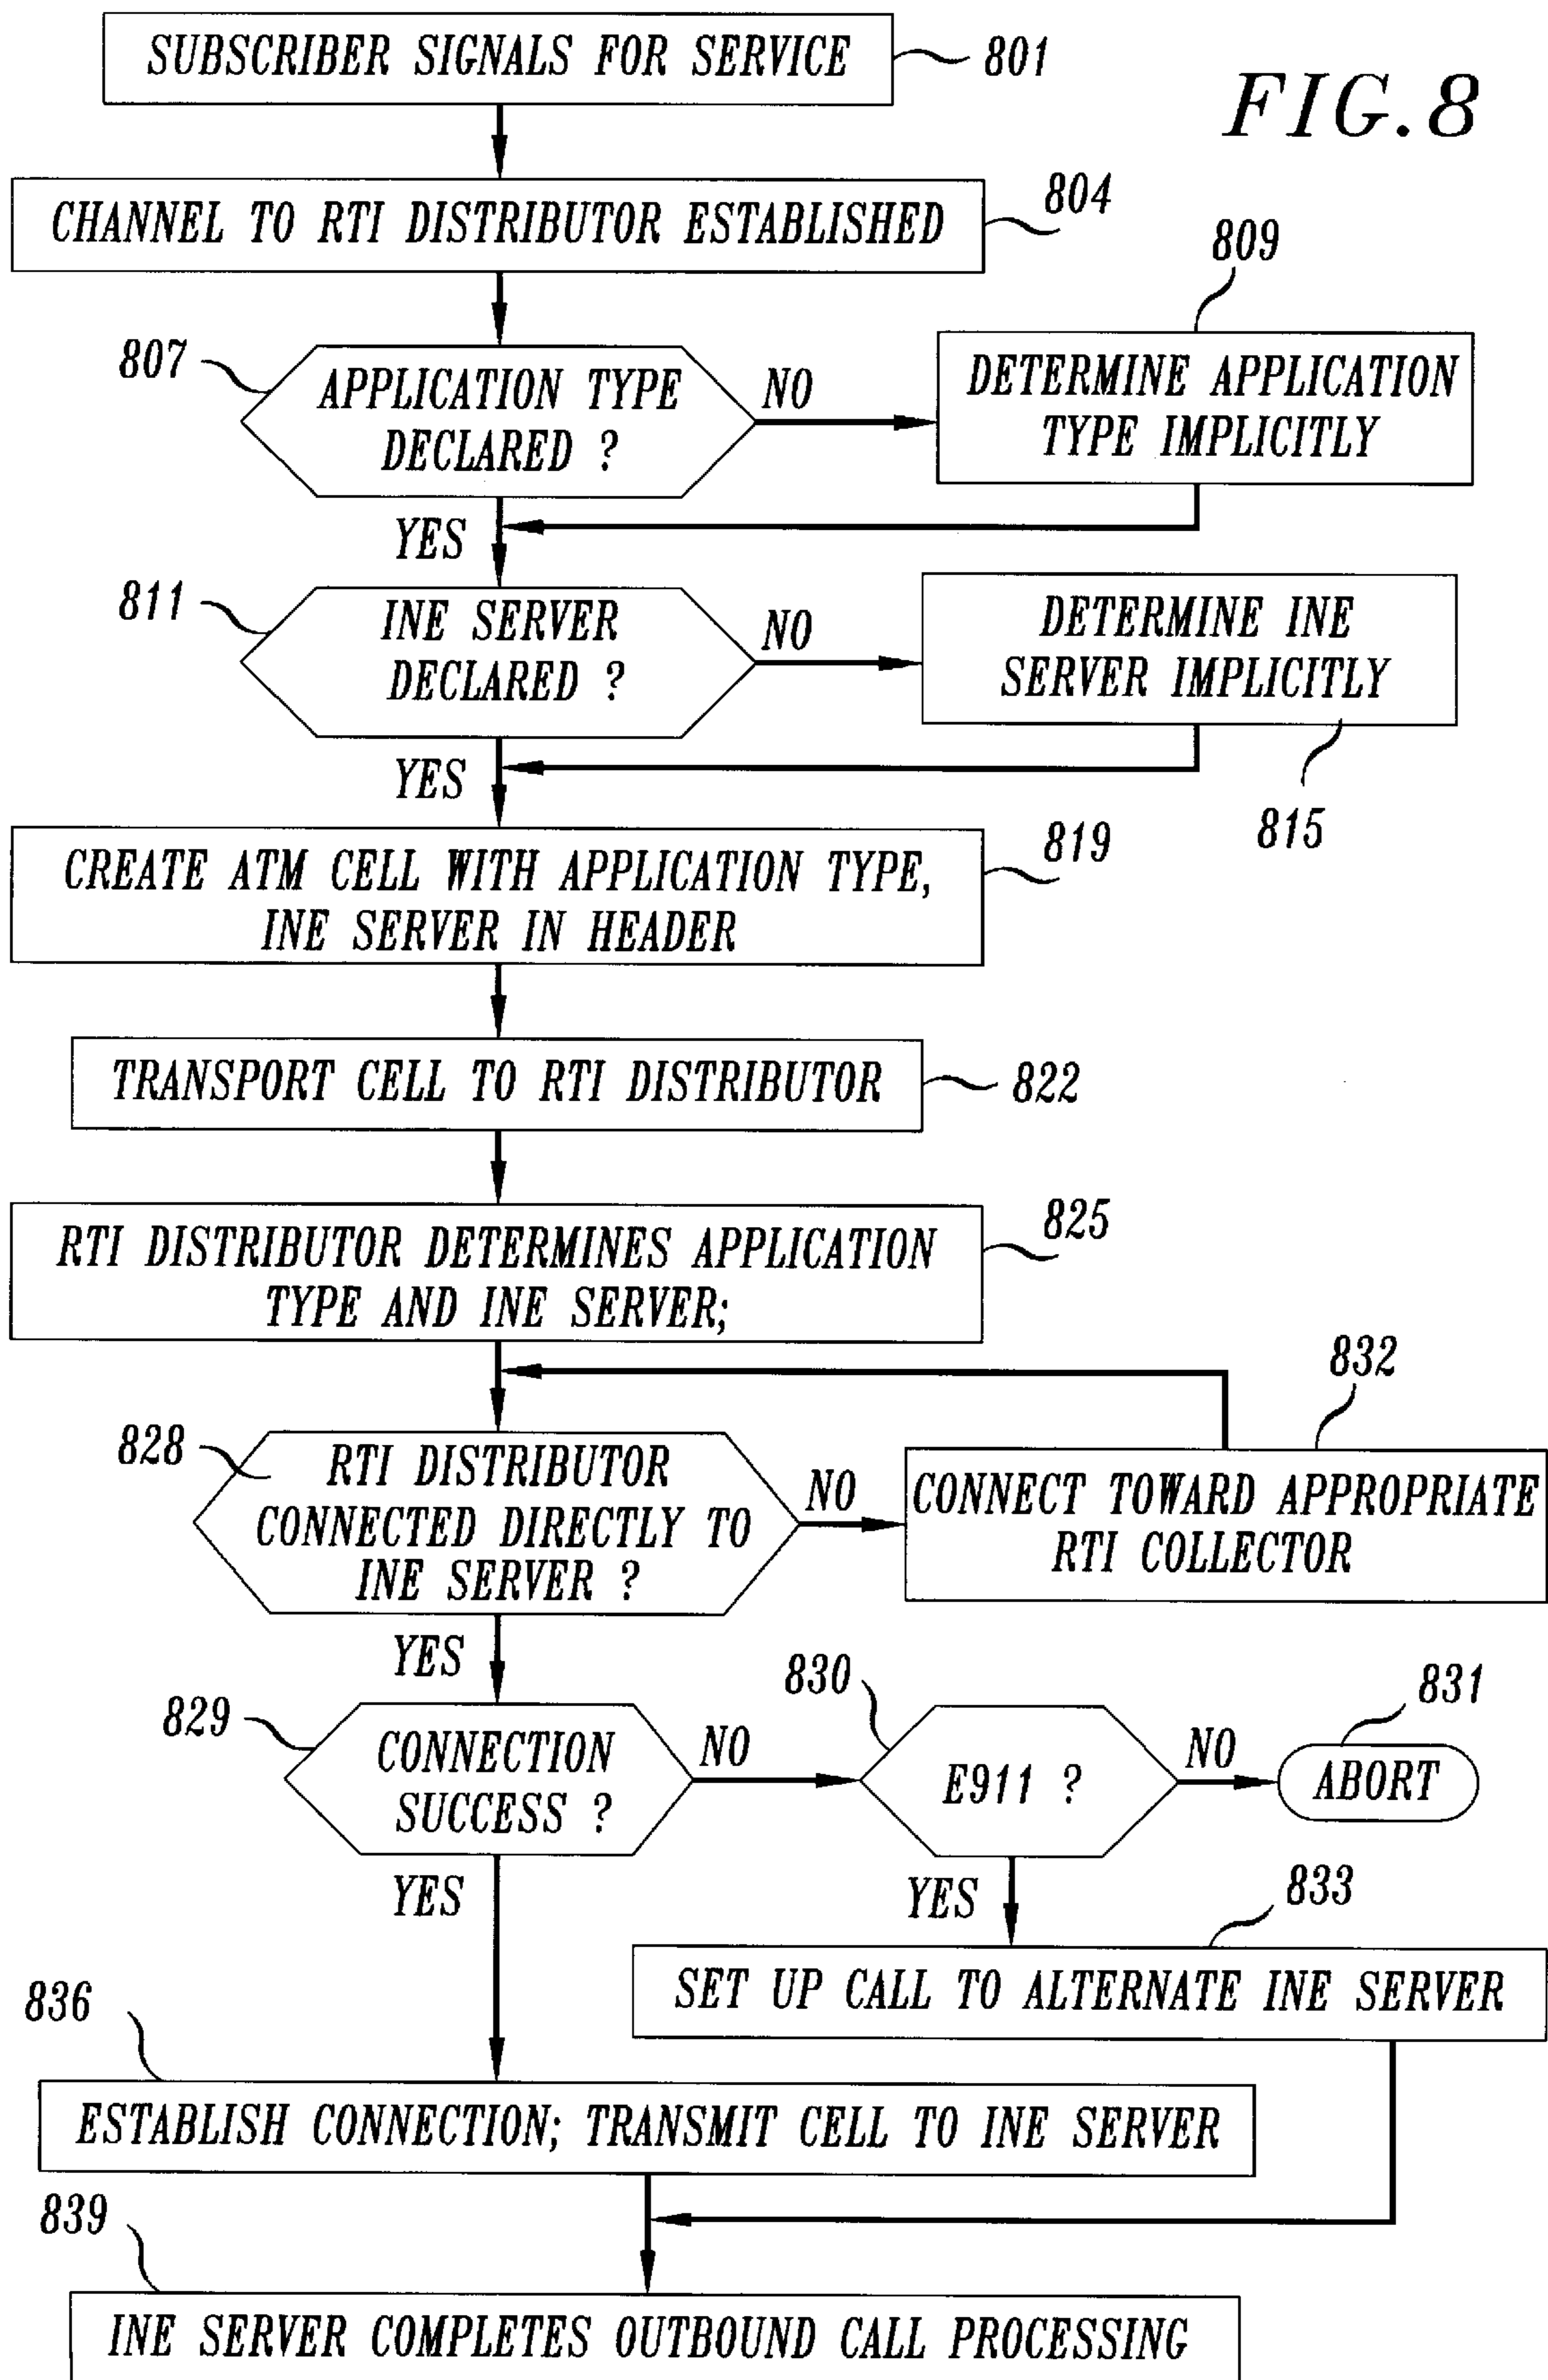 SUBSCRIBER SIGNALS FOR SERVICE
801
FIG. 8
CHANNEL TO RTI DISTRIBUTOR ESTABLISHED
804
807
APPLICATION TYPE
DECLARED ?
NO
809
DETERMINE APPLICATION
TYPE IMPLICITLY
YES
811
INE SERVER
DECLARED ?
NO
DETERMINE INE
SERVER IMPLICITLY
815
YES
CREATE ATM CELL WITH APPLICATION TYPE,
INE SERVER IN HEADER
819
TRANSPORT CELL TO RTI DISTRIBUTOR
822
RTI DISTRIBUTOR DETERMINES APPLICATION
TYPE AND INE SERVER;
825
828
RTI DISTRIBUTOR
CONNECTED DIRECTLY TO
INE SERVER ?
NO
832
CONNECT TOWARD APPROPRIATE
RTI COLLECTOR
YES
829
CONNECTION
SUCCESS ?
NO
830
E911 ?
NO
831
ABORT
YES
YES
833
SET UP CALL TO ALTERNATE INE SERVER
836
ESTABLISH CONNECTION; TRANSMIT CELL TO INE SERVER
839
INE SERVER COMPLETES OUTBOUND CALL PROCESSING